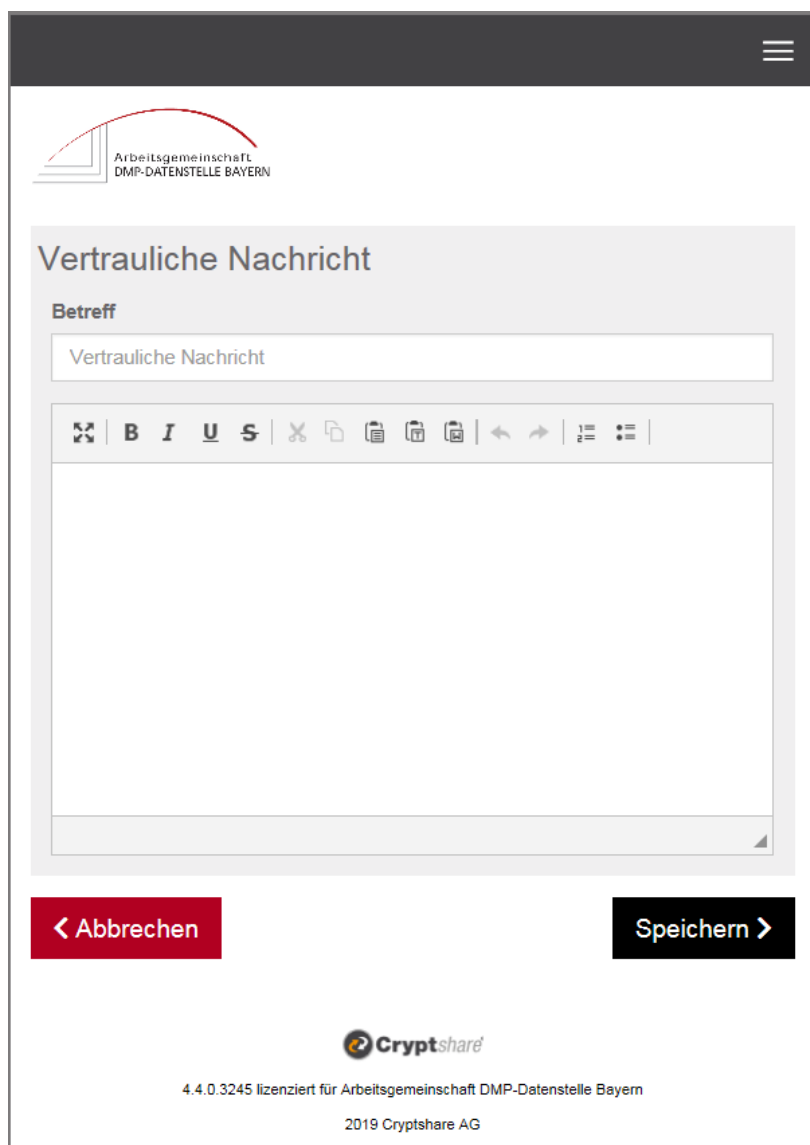 Arbeitsgemeinschaft
DMP-DATENSTELLE BAYERN
Vertrauliche Nachricht
Betreff
Vertrauliche Nachricht
B I U S
Abbrechen
Speichern
Cryptshare
4.4.0.3245 lizenziert für Arbeitsgemeinschaft DMP-Datenstelle Bayern
2019 Cryptshare AG